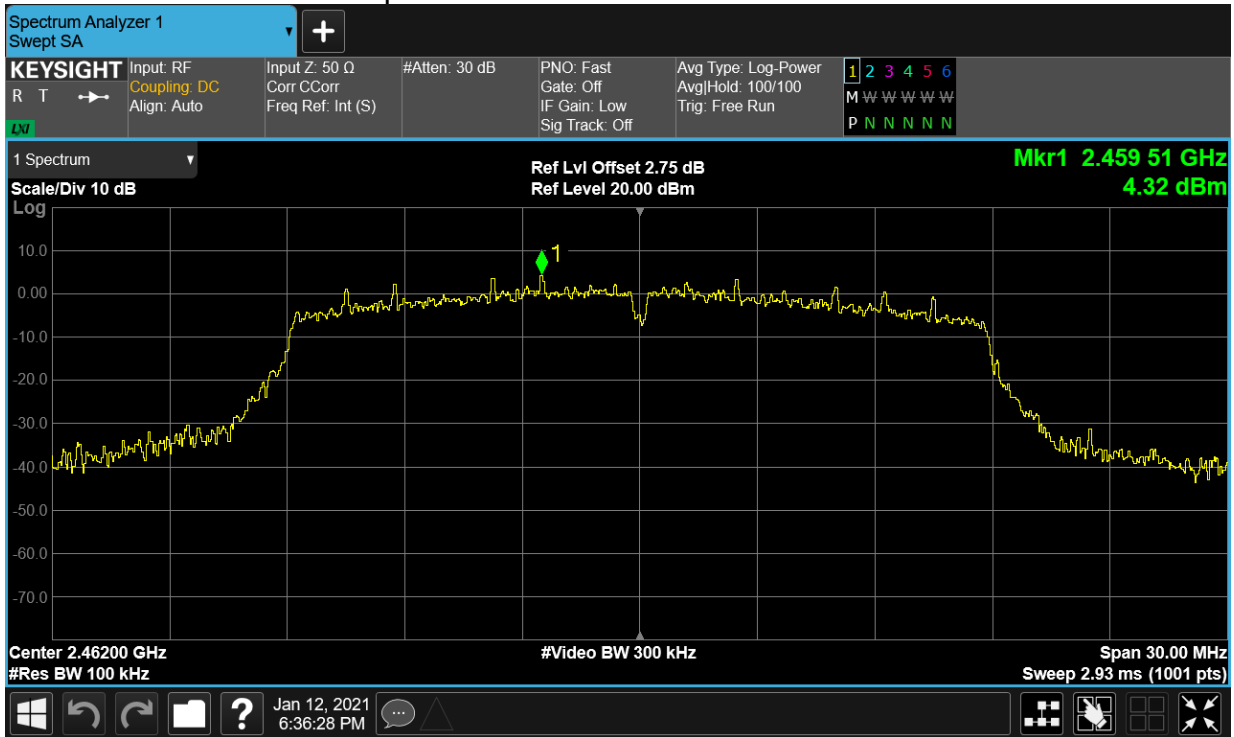 Spectrum Analyzer 1
Swept SA
+
KEYSIGHT
R T
LXI
Input: RF
Coupling: DC
Align: Auto
Input Z: 50 Ω
Corr CCorr
Freq Ref: Int (S)
#Atten: 30 dB
PNO: Fast
Gate: Off
IF Gain: Low
Sig Track: Off
Avg Type: Log-Power
Avg|Hold: 100/100
Trig: Free Run
1 2 3 4 5 6
M W W W W W
P N N N N N
1 Spectrum
Scale/Div 10 dB
Log
Ref Lvl Offset 2.75 dB
Ref Level 20.00 dBm
Mkr1 2.459 51 GHz
4.32 dBm
1
10.0
0.00
-10.0
-20.0
-30.0
-40.0
-50.0
-60.0
-70.0
Center 2.46200 GHz
#Res BW 100 kHz
#Video BW 300 kHz
Span 30.00 MHz
Sweep 2.93 ms (1001 pts)
?
Jan 12, 2021
6:36:28 PM